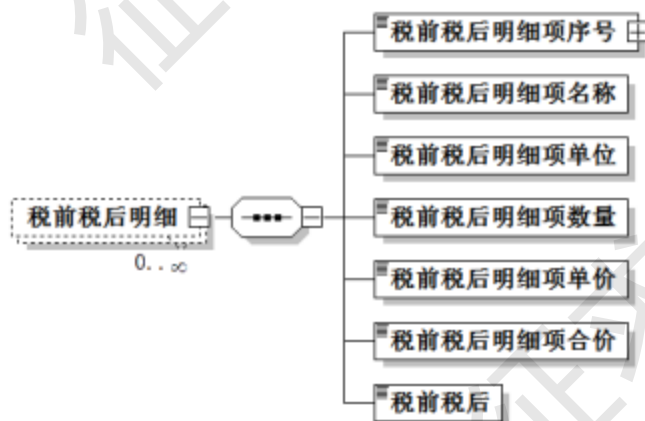 税前税后明细项序号
税前税后明细项名称
税前税后明细项单位
税前税后明细
税前税后明细项数量
0..∞
税前税后明细项单价
税前税后明细项合价
税前税后